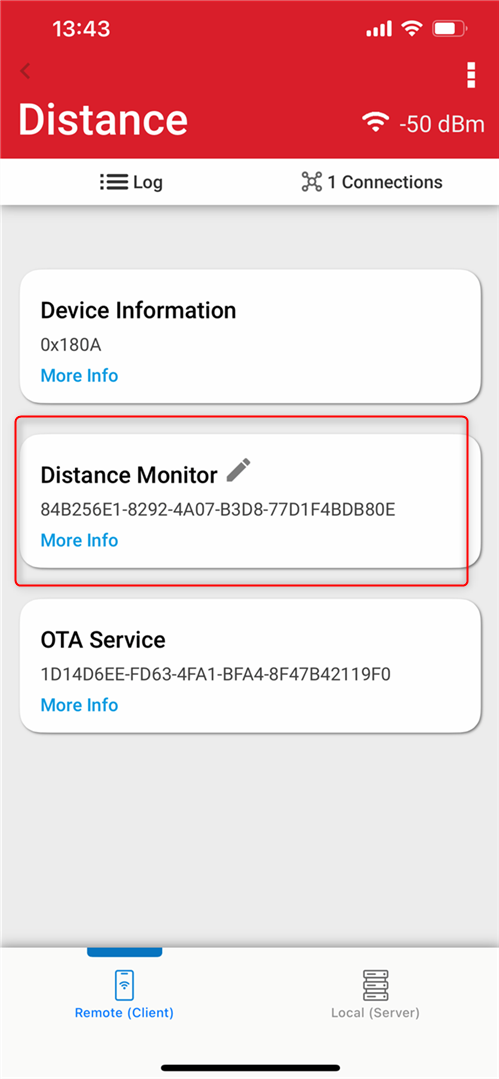 13:43
Distance
-50 dBm
Log
1 Connections
Device Information
0x180A
More Info
Distance Monitor
84B256E1-8292-4A07-B3D8-77D1F4BDB80E
More Info
OTA Service
1D14D6EE-FD63-4FA1-BFA4-8F47B42119F0
More Info
Remote (Client)
Local (Server)